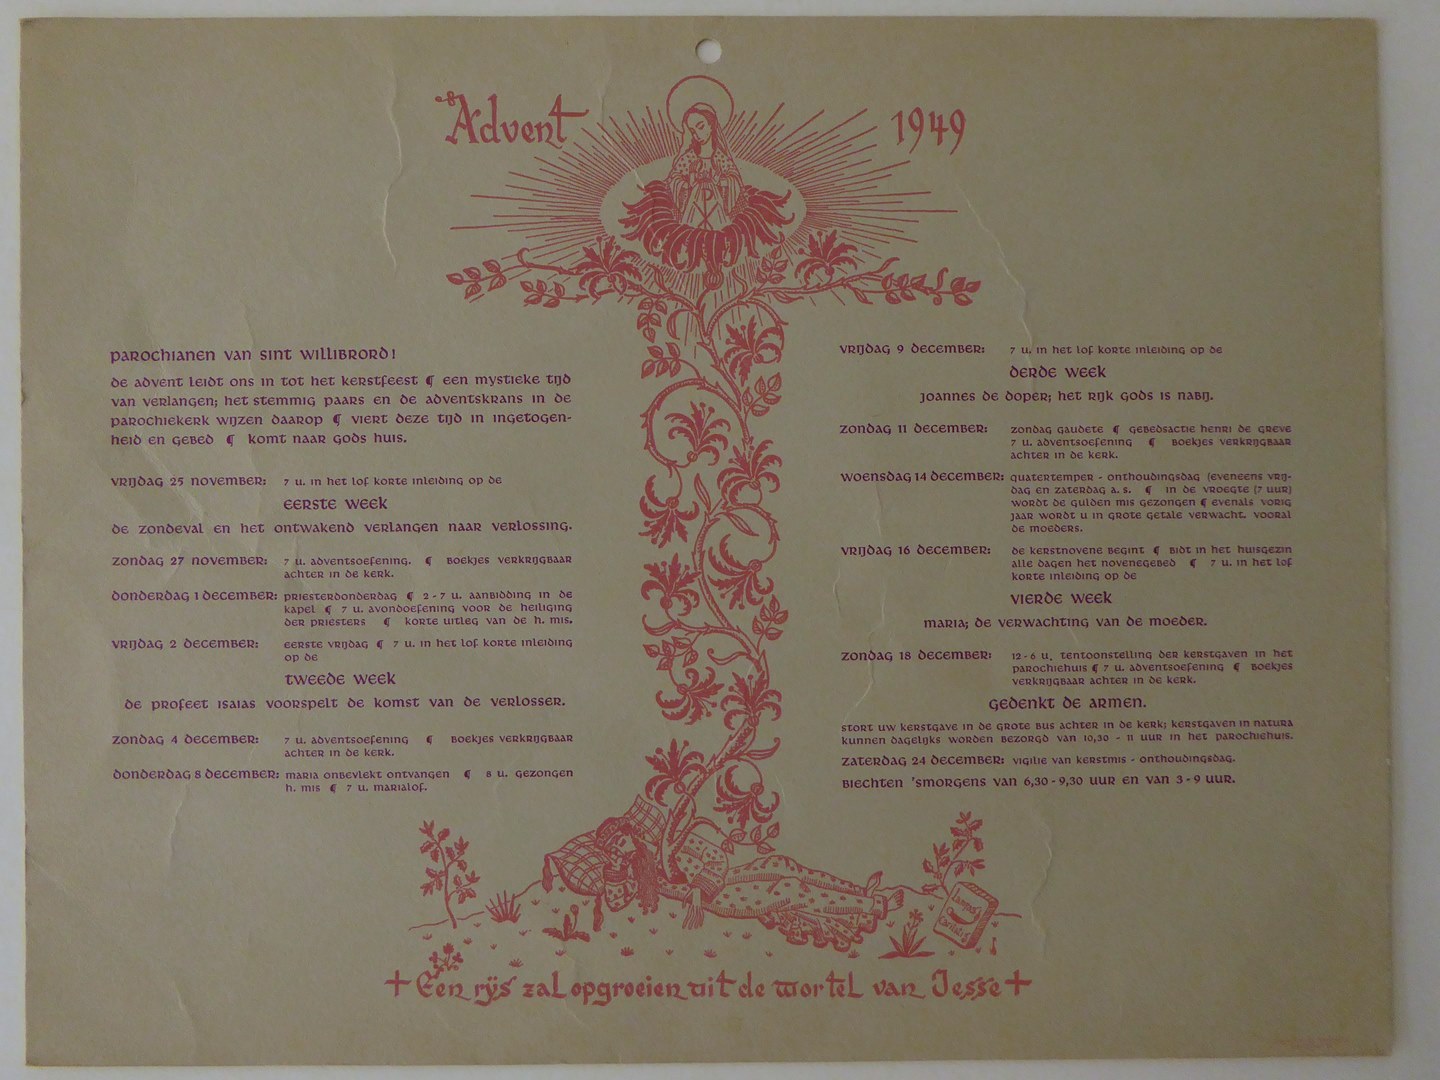 Advent 1949
parochianen van sint willibrord!
de advent leidt ons in tot het kerstfeest ¶ een mystieke tijd
van verlangen; het stemmig paars en de adventskrans in de
parochiekerk wijzen daarop ¶ viert deze tijd in ingetogen-
heid en gebed ¶ komt naar gods huis.
vrijdag 25 november: 7 u. in het lof korte inleiding op de
eerste week
de zondeval en het ontwakend verlangen naar verlossing.
zondag 27 november: 7 u. adventsoefening. ¶ boekjes verkrijgbaar
achter in de kerk.
donderdag 1 december: priesterdonderdag ¶ 2-7 u. aanbidding in de
kapel ¶ 7 u. avondoefening voor de heiliging
der priesters ¶ korte uitleg van de h. mis.
vrijdag 2 december: eerste vrijdag ¶ 7 u. in het lof korte inleiding
op de
tweede week
de profeet isaias voorspelt de komst van de verlosser.
zondag 4 december: 7 u. adventsoefening ¶ boekjes verkrijgbaar
achter in de kerk.
donderdag 8 december: maria onbevlekt ontvangen ¶ 8 u. gezongen
h. mis ¶ 7 u. marialof.
vrijdag 9 december: 7 u. in het lof korte inleiding op de
derde week
joannes de doper; het rijk gods is nabij.
zondag 11 december: zondag gaudete ¶ gebedsactie henri de greve
7 u. adventsoefening ¶ boekjes verkrijgbaar
achter in de kerk.
woensdag 14 december: quatertemper - onthoudingsdag (eveneens vrij-
dag en zaterdag a. s. ¶ in de vroegte (7 uur)
wordt de gulden mis gezongen ¶ evenals vorig
jaar wordt u in grote getale verwacht. vooral
de moeders.
vrijdag 16 december: de kerstnovene begint ¶ bidt in het huisgezin
alle dagen het novenegebed ¶ 7 u. in het lof
korte inleiding op de
vierde week
maria; de verwachting van de moeder.
zondag 18 december: 12-6 u. tentoonstelling der kerstgaven in het
parochiehuis ¶ 7 u. adventsoefening ¶ boekjes
verkrijgbaar achter in de kerk.
gedenkt de armen.
stort uw kerstgave in de grote bus achter in de kerk; kerstgaven in natura
kunnen dagelijks worden bezorgd van 10,30 - 11 uur in het parochiehuis.
zaterdag 24 december: vigilie van kerstmis - onthoudingsdag.
biechten 'smorgens van 6,30-9,30 uur en van 3-9 uur.
+ Een rijs zal opgroeien uit de wortel van Jesse +